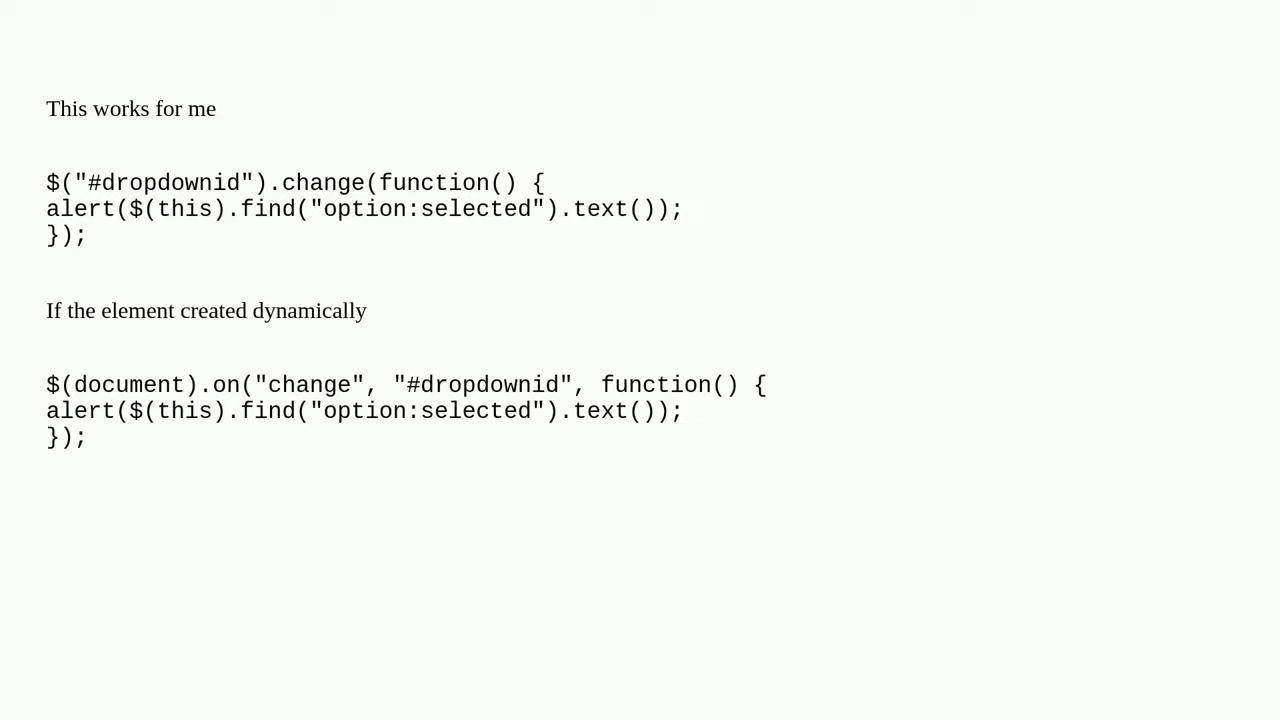 This works for me
$("#dropdownid").change(function() {
alert($(this).find("option:selected").text());
});
If the element created dynamically
$(document).on("change", "#dropdownid", function() {
alert($(this).find("option:selected").text());
});